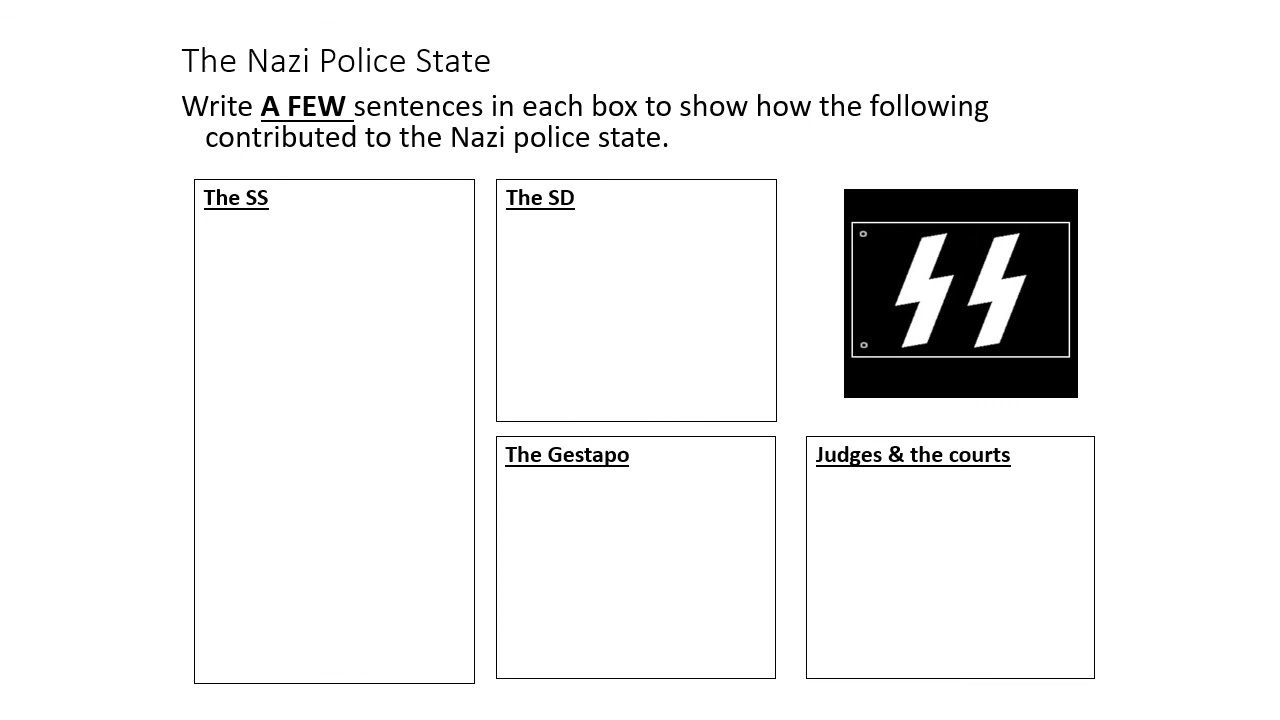 The Nazi Police State
Write A FEW sentences in each box to show how the following
contributed to the Nazi police state.
The SS
The SD
The Gestapo
Judges & the courts